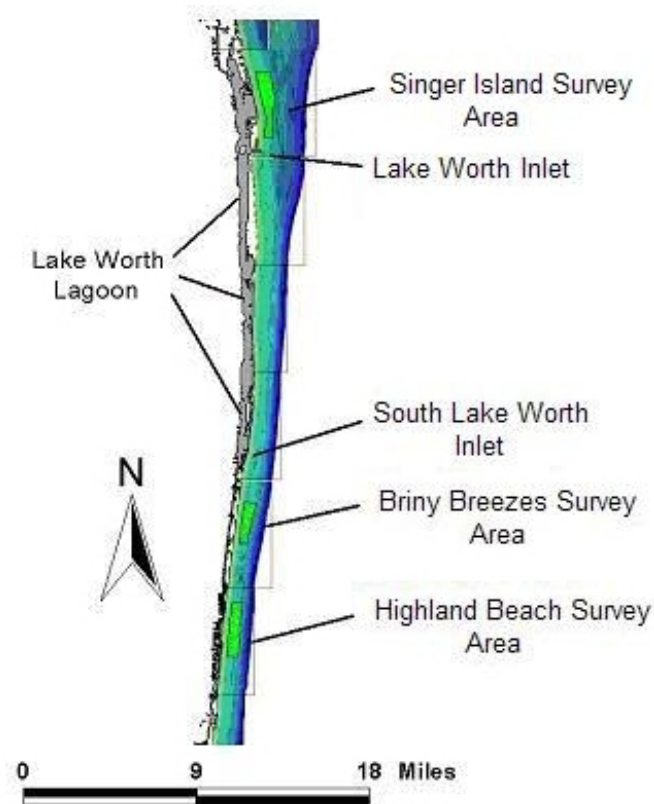 Singer Island Survey
Area
Lake Worth Inlet
Lake Worth
Lagoon
South Lake Worth
Inlet
N
Briny Breezes Survey
Area
Highland Beach Survey
Area
0 9 18 Miles